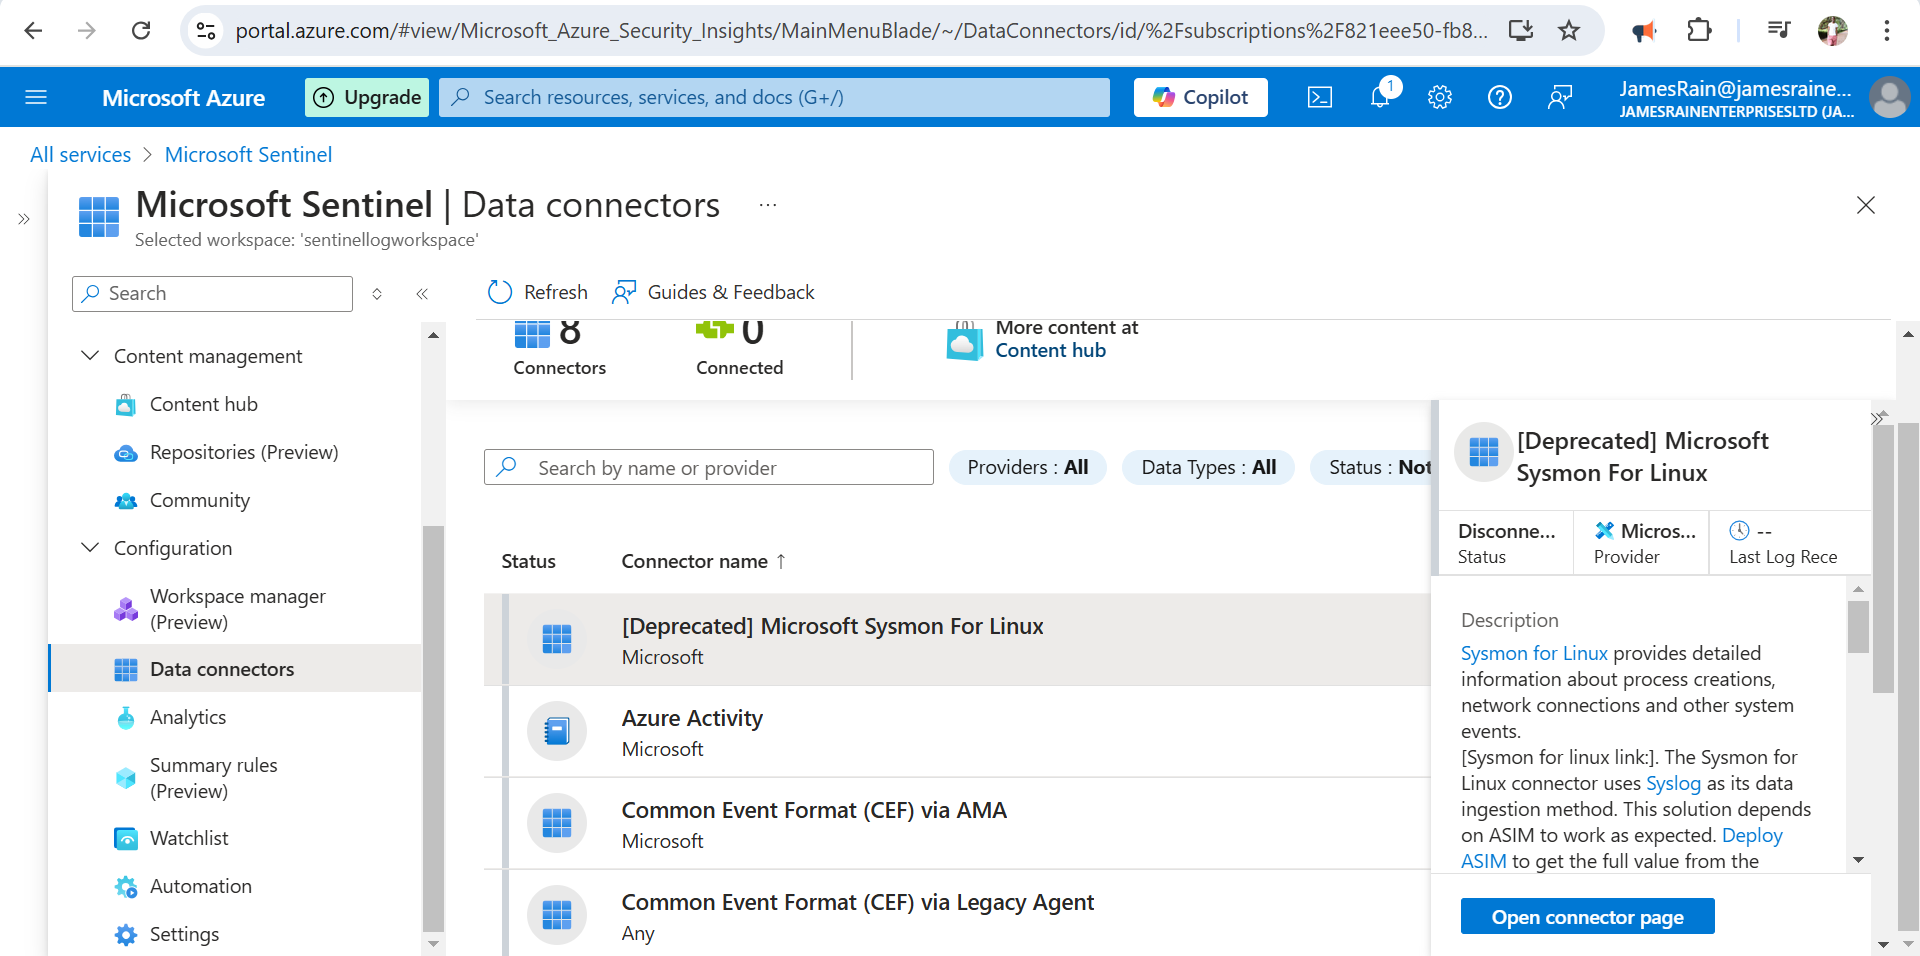 portal.azure.com/#view/Microsoft_Azure_Security_Insights/MainMenuBlade/~/DataConnectors/id/%2Fsubscriptions%2F821eee50-fb8...
Microsoft Azure
Upgrade
Search resources, services, and docs (G+/)
Copilot
1
JamesRain@jamesraine...
JAMESRAINENTERPRISESLTD (JA...
All services > Microsoft Sentinel
Microsoft Sentinel | Data connectors ...
Selected workspace: 'sentinellogworkspace'
Search
Content management
Content hub
Repositories (Preview)
Community
Configuration
Workspace manager
(Preview)
Data connectors
Analytics
Summary rules
(Preview)
Watchlist
Automation
Settings
Refresh
Guides & Feedback
8
Connectors
0
Connected
More content at
Content hub
Search by name or provider
Providers : All
Data Types : All
Status : Not
Status
Connector name ↑
[Deprecated] Microsoft Sysmon For Linux
Microsoft
Azure Activity
Microsoft
Common Event Format (CEF) via AMA
Microsoft
Common Event Format (CEF) via Legacy Agent
Any
[Deprecated] Microsoft
Sysmon For Linux
Disconne...
Status
Micros...
Provider
--
Last Log Rece
Description
Sysmon for Linux provides detailed
information about process creations,
network connections and other system
events.
[Sysmon for linux link:]. The Sysmon for
Linux connector uses Syslog as its data
ingestion method. This solution depends
on ASIM to work as expected. Deploy
ASIM to get the full value from the
Open connector page